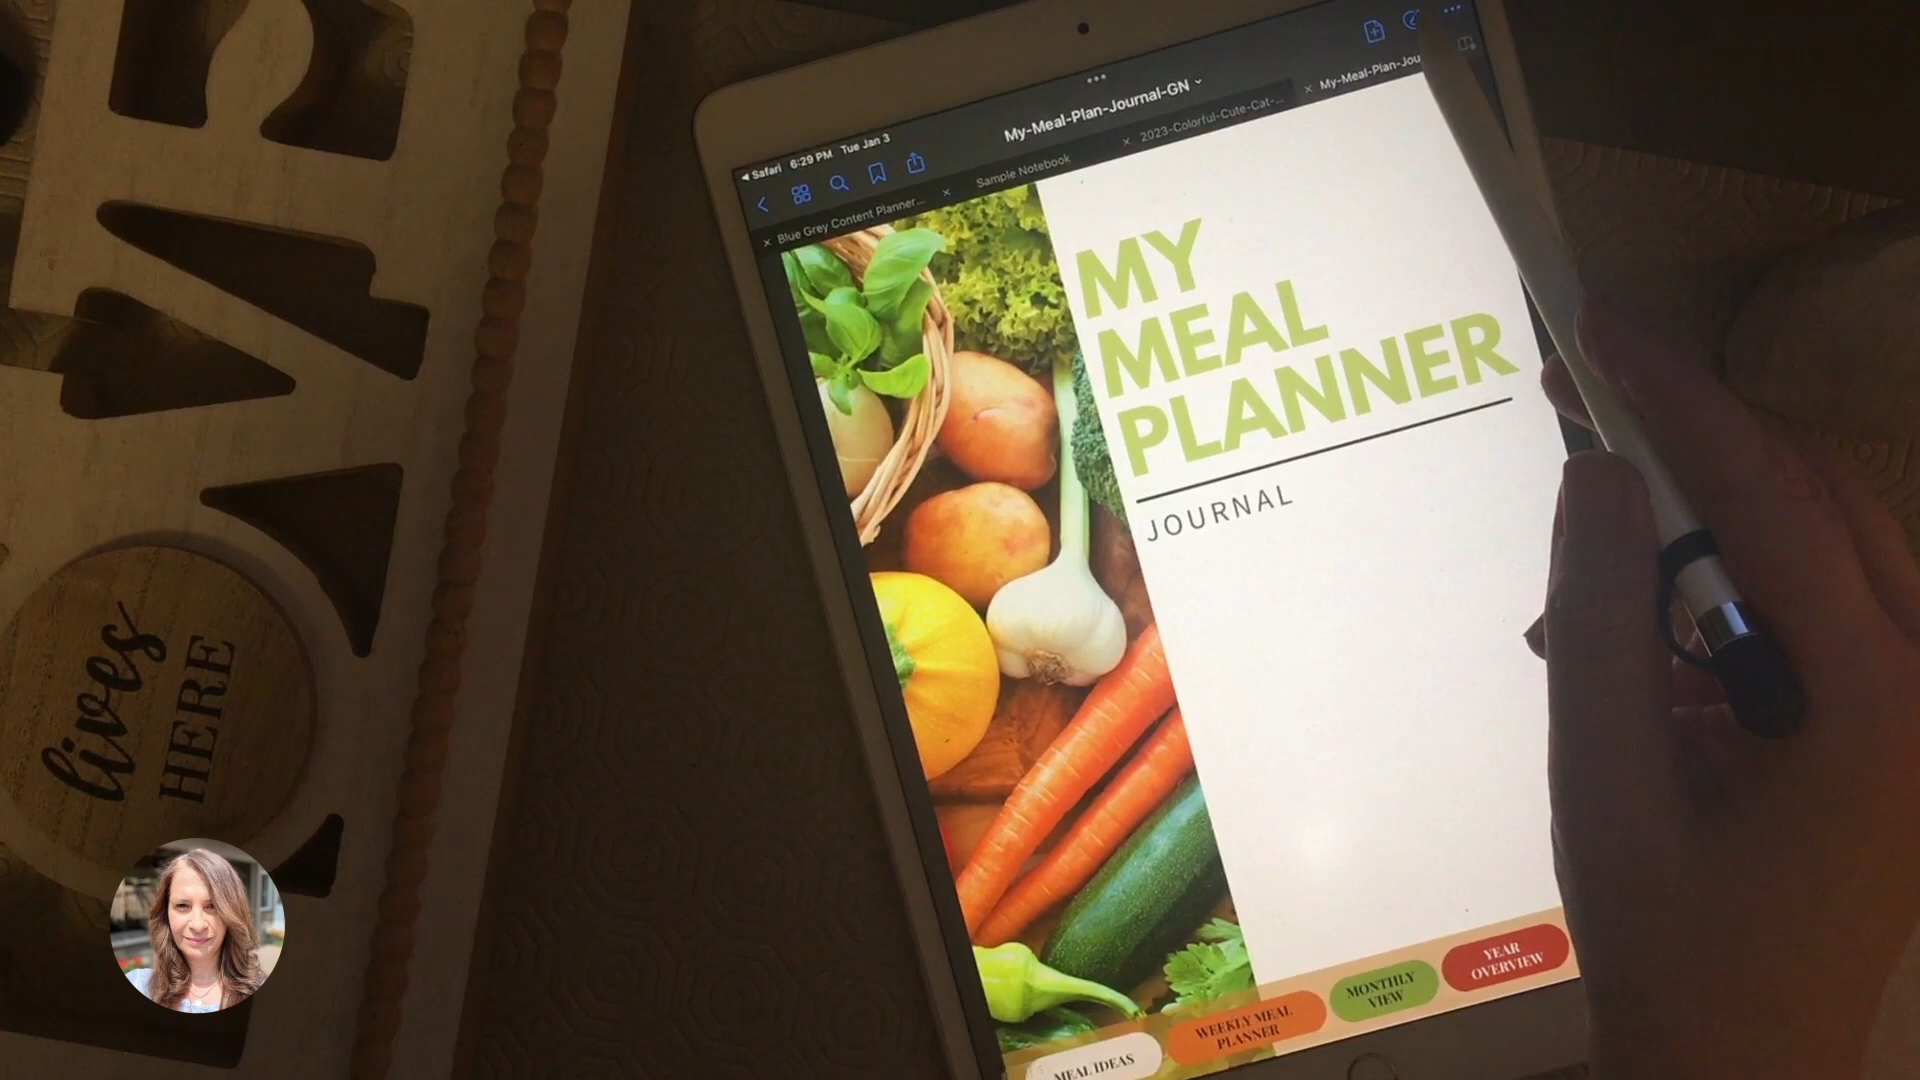 LOVE
lives
HERE
Safari 6:29 PM Tue Jan 3
My-Meal-Plan-Journal-GN
Blue Grey Content Planner...
Sample Notebook
2023-Colorful-Cute-Cat-...
My-Meal-Plan-Jou
MY
MEAL
PLANNER
JOURNAL
MEAL IDEAS
WEEKLY MEAL
PLANNER
MONTHLY
VIEW
YEAR
OVERVIEW